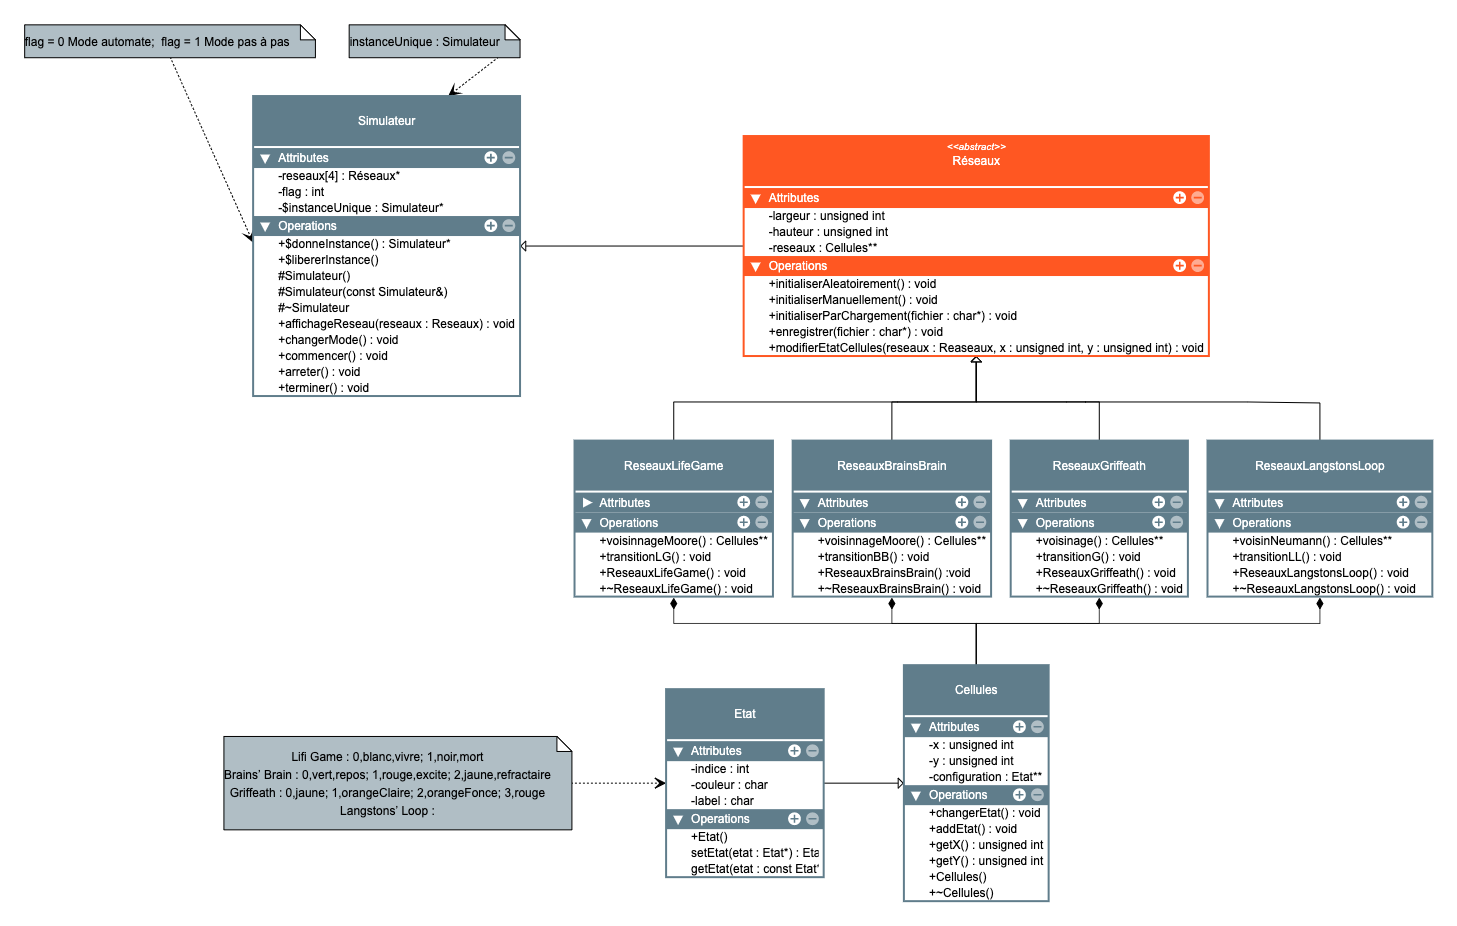 flag = 0 Mode automate;  flag = 1 Mode pas à pas
instanceUnique : Simulateur
Simulateur
Attributes
-reseaux[4] : Réseaux*
-flag : int
-$instanceUnique : Simulateur*
Operations
+$donneInstance() : Simulateur*
+$libererInstance()
#Simulateur()
#Simulateur(const Simulateur&)
#~Simulateur
+affichageReseau(reseaux : Reseaux) : void
+changerMode() : void
+commencer() : void
+arreter() : void
+terminer() : void
<<abstract>>
Réseaux
Attributes
-largeur : unsigned int
-hauteur : unsigned int
-reseaux : Cellules**
Operations
+initialiserAleatoirement() : void
+initialiserManuellement() : void
+initialiserParChargement(fichier : char*) : void
+enregistrer(fichier : char*) : void
+modifierEtatCellules(reseaux : Reaseaux, x : unsigned int, y : unsigned int) : void
ReseauxLifeGame
Attributes
Operations
+voisinnageMoore() : Cellules**
+transitionLG() : void
+ReseauxLifeGame() : void
+~ReseauxLifeGame() : void
ReseauxBrainsBrain
Attributes
Operations
+voisinnageMoore() : Cellules**
+transitionBB() : void
+ReseauxBrainsBrain() :void
+~ReseauxBrainsBrain() : void
ReseauxGriffeath
Attributes
Operations
+voisinage() : Cellules**
+transitionG() : void
+ReseauxGriffeath() : void
+~ReseauxGriffeath() : void
ReseauxLangstonsLoop
Attributes
Operations
+voisinNeumann() : Cellules**
+transitionLL() : void
+ReseauxLangstonsLoop() : void
+~ReseauxLangstonsLoop() : void
Lifi Game : 0,blanc,vivre; 1,noir,mort
Brains' Brain : 0,vert,repos; 1,rouge,excite; 2,jaune,refractaire
Griffeath : 0,jaune; 1,orangeClaire; 2,orangeFonce; 3,rouge
Langstons' Loop :
Etat
Attributes
-indice : int
-couleur : char
-label : char
Operations
+Etat()
setEtat(etat : Etat*) : Eta
getEtat(etat : const Etat*
Cellules
Attributes
-x : unsigned int
-y : unsigned int
-configuration : Etat**
Operations
+changerEtat() : void
+addEtat() : void
+getX() : unsigned int
+getY() : unsigned int
+Cellules()
+~Cellules()